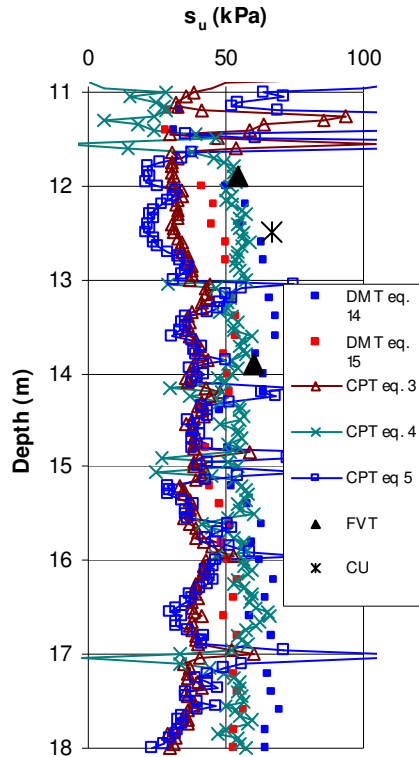 s_u (kPa)
0
50
100
Depth (m)
11
12
13
14
15
16
17
18
DMT eq.
14
DMT eq.
15
CPT eq. 3
CPT eq. 4
CPT eq 5
FVT
CU